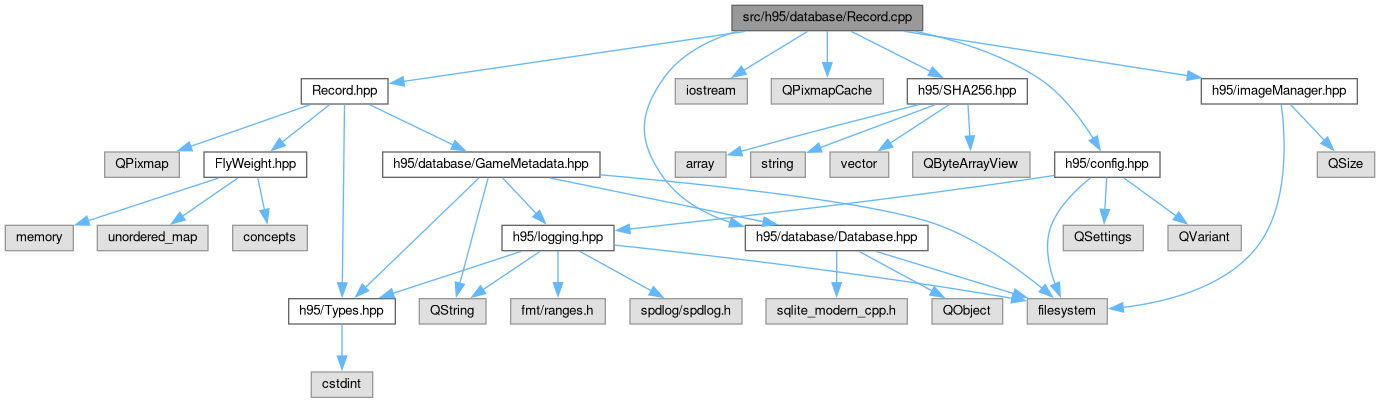 src/h95/database/Record.cpp
Record.hpp
iostream
QPixmapCache
h95/SHA256.hpp
h95/imageManager.hpp
QPixmap
FlyWeight.hpp
h95/database/GameMetadata.hpp
array
string
vector
QByteArrayView
h95/config.hpp
QSize
memory
unordered_map
concepts
h95/logging.hpp
h95/database/Database.hpp
QSettings
QVariant
h95/Types.hpp
QString
fmt/ranges.h
spdlog/spdlog.h
sqlite_modern_cpp.h
QObject
filesystem
cstdint